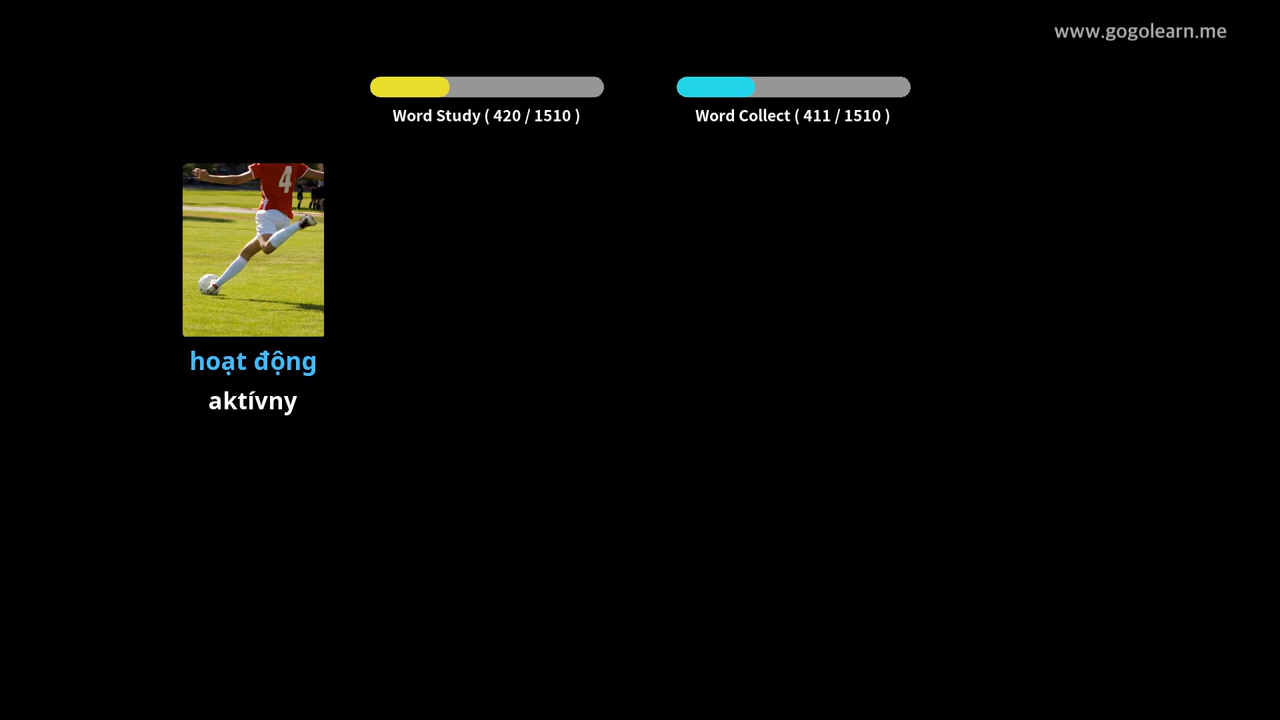 www.gogolearn.me
Word Study ( 420 / 1510 )
Word Collect ( 411 / 1510 )
4
hoạt động
aktívny